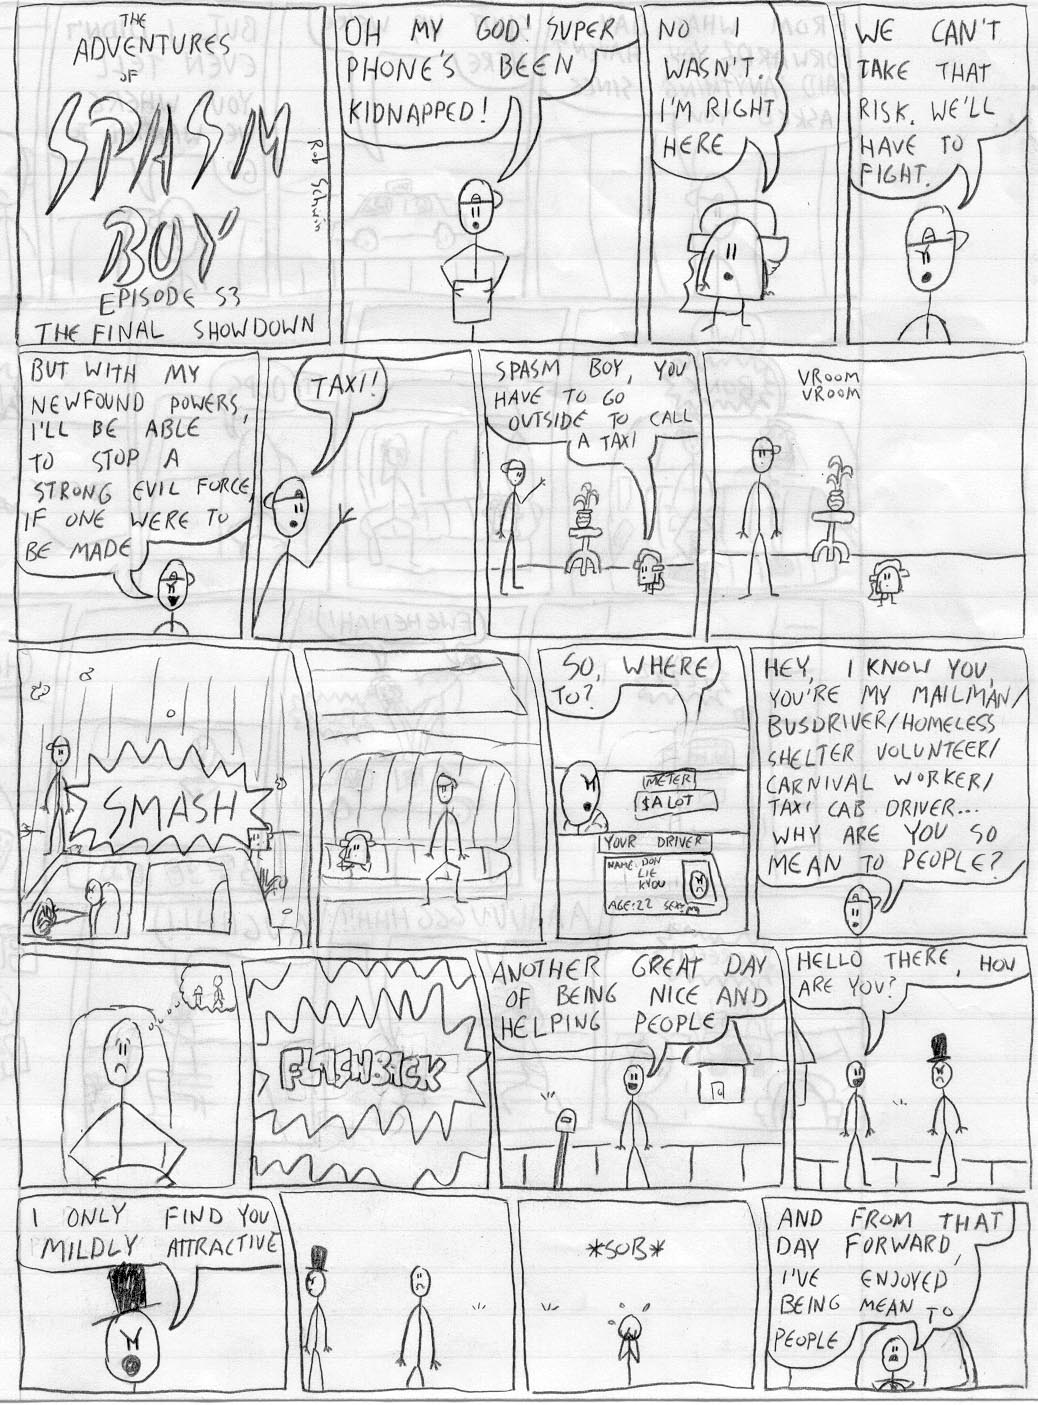 THE
ADVENTURES
OF
SPASM
BOY
Rob Schwin
EPISODE 53
THE FINAL SHOWDOWN
OH MY GOD! SUPER
PHONE'S BEEN
KIDNAPPED!
NO I
WASN'T.
I'M RIGHT
HERE
WE CAN'T
TAKE THAT
RISK. WE'LL
HAVE TO
FIGHT.
BUT WITH MY
NEWFOUND POWERS,
I'LL BE ABLE
TO STOP A
STRONG EVIL FORCE,
IF ONE WERE TO
BE MADE
TAXI!
SPASM BOY, YOU
HAVE TO GO
OUTSIDE TO CALL
A TAXI
VROOM
VROOM
SMASH
SO, WHERE
TO?
METER
$A LOT
YOUR DRIVER
NAME: DON
LIE
KYOU
AGE:22 SEX:M
HEY, I KNOW YOU,
YOU'RE MY MAILMAN/
BUSDRIVER/HOMELESS
SHELTER VOLUNTEER/
CARNIVAL WORKER/
TAXI CAB DRIVER...
WHY ARE YOU SO
MEAN TO PEOPLE?
FLASHBACK
ANOTHER GREAT DAY
OF BEING NICE AND
HELPING PEOPLE
HELLO THERE, HOW
ARE YOU?
I ONLY FIND YOU
MILDLY ATTRACTIVE
*SOB*
AND FROM THAT
DAY FORWARD,
I'VE ENJOYED
BEING MEAN TO
PEOPLE